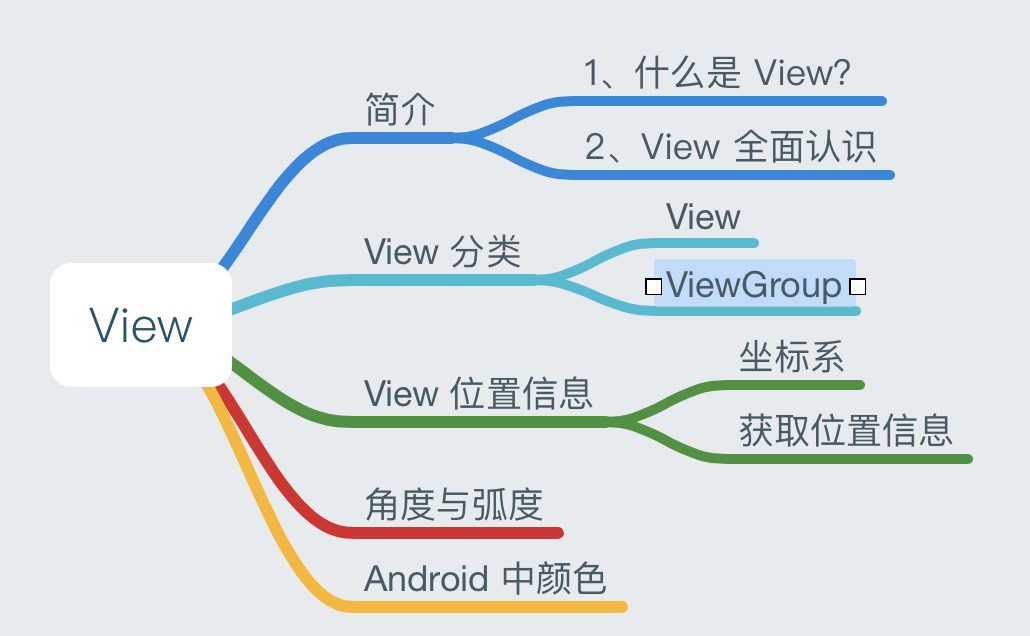 View
简介
1、什么是 View?
2、View 全面认识
View 分类
View
ViewGroup
View 位置信息
坐标系
获取位置信息
角度与弧度
Android 中颜色